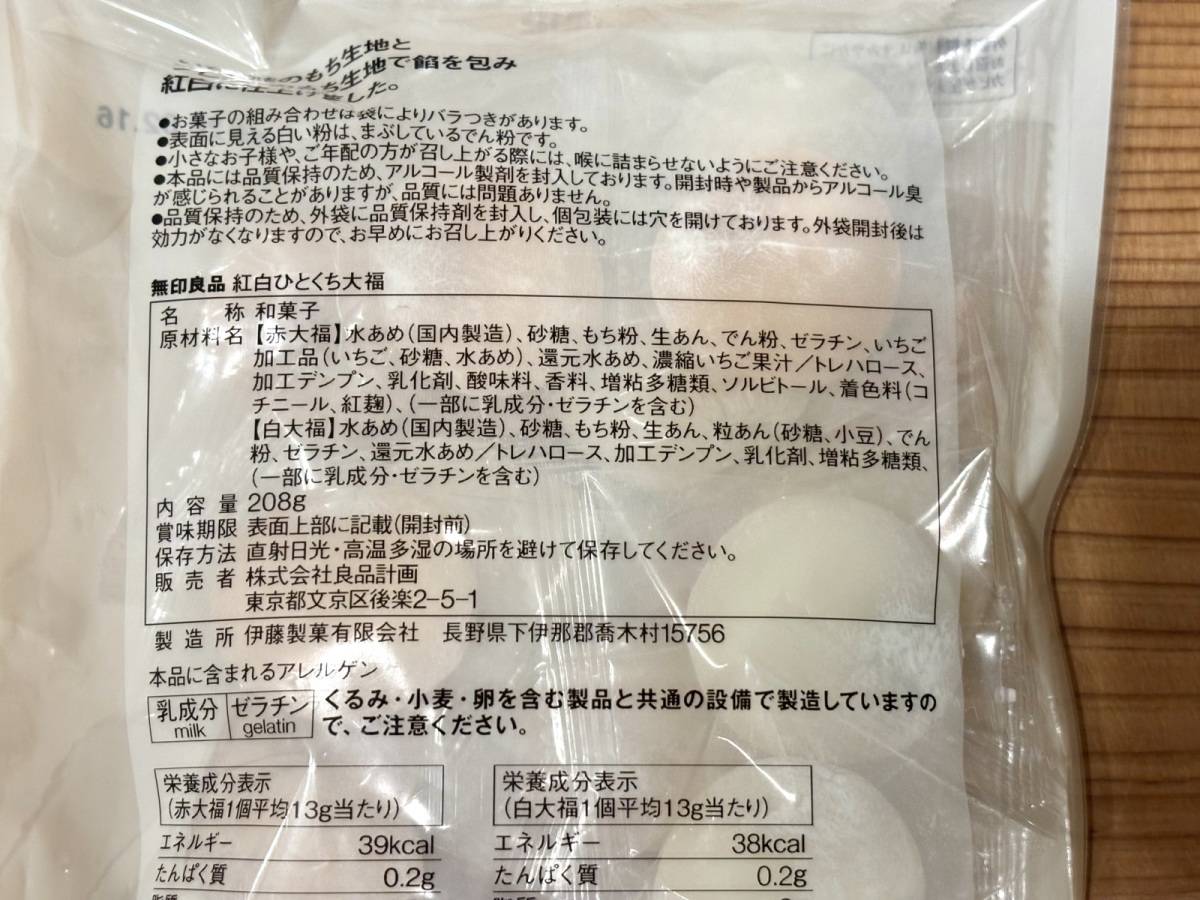 もち生地と
もち生地で餡を包み
紅白に仕上げました。
●お菓子の組み合わせは袋によりバラつきがあります。
●表面に見える白い粉は、まぶしているでん粉です。
●小さなお子様や、ご年配の方が召し上がる際には、喉に詰まらせないようにご注意ください。
●本品には品質保持のため、アルコール製剤を封入しております。開封時や製品からアルコール臭
が感じられることがありますが、品質には問題ありません。
●品質保持のため、外袋に品質保持剤を封入し、個包装には穴を開けております。外袋開封後は
効力がなくなりますので、お早めにお召し上がりください。
無印良品 紅白ひとくち大福
名 称 和菓子
原材料名 【赤大福】水あめ(国内製造)、砂糖、もち粉、生あん、でん粉、ゼラチン、いちご
加工品(いちご、砂糖、水あめ)、還元水あめ、濃縮いちご果汁/トレハロース、
加工デンプン、乳化剤、酸味料、香料、増粘多糖類、ソルビトール、着色料(コ
チニール、紅麹)、(一部に乳成分・ゼラチンを含む)
【白大福】水あめ(国内製造)、砂糖、もち粉、生あん、粒あん(砂糖、小豆)、でん
粉、ゼラチン、還元水あめ/トレハロース、加工デンプン、乳化剤、増粘多糖類、
(一部に乳成分・ゼラチンを含む)
内容量 208g
賞味期限 表面上部に記載(開封前)
保存方法 直射日光・高温多湿の場所を避けて保存してください。
販売者 株式会社良品計画
東京都文京区後楽2-5-1
製造所 伊藤製菓有限会社 長野県下伊那郡喬木村15756
本品に含まれるアレルゲン
乳成分 ゼラチン くるみ・小麦・卵を含む製品と共通の設備で製造していますの
milk gelatin で、ご注意ください。
栄養成分表示 栄養成分表示
(赤大福1個平均13g当たり) (白大福1個平均13g当たり)
エネルギー 39kcal エネルギー 38kcal
たんぱく質 0.2g たんぱく質 0.2g